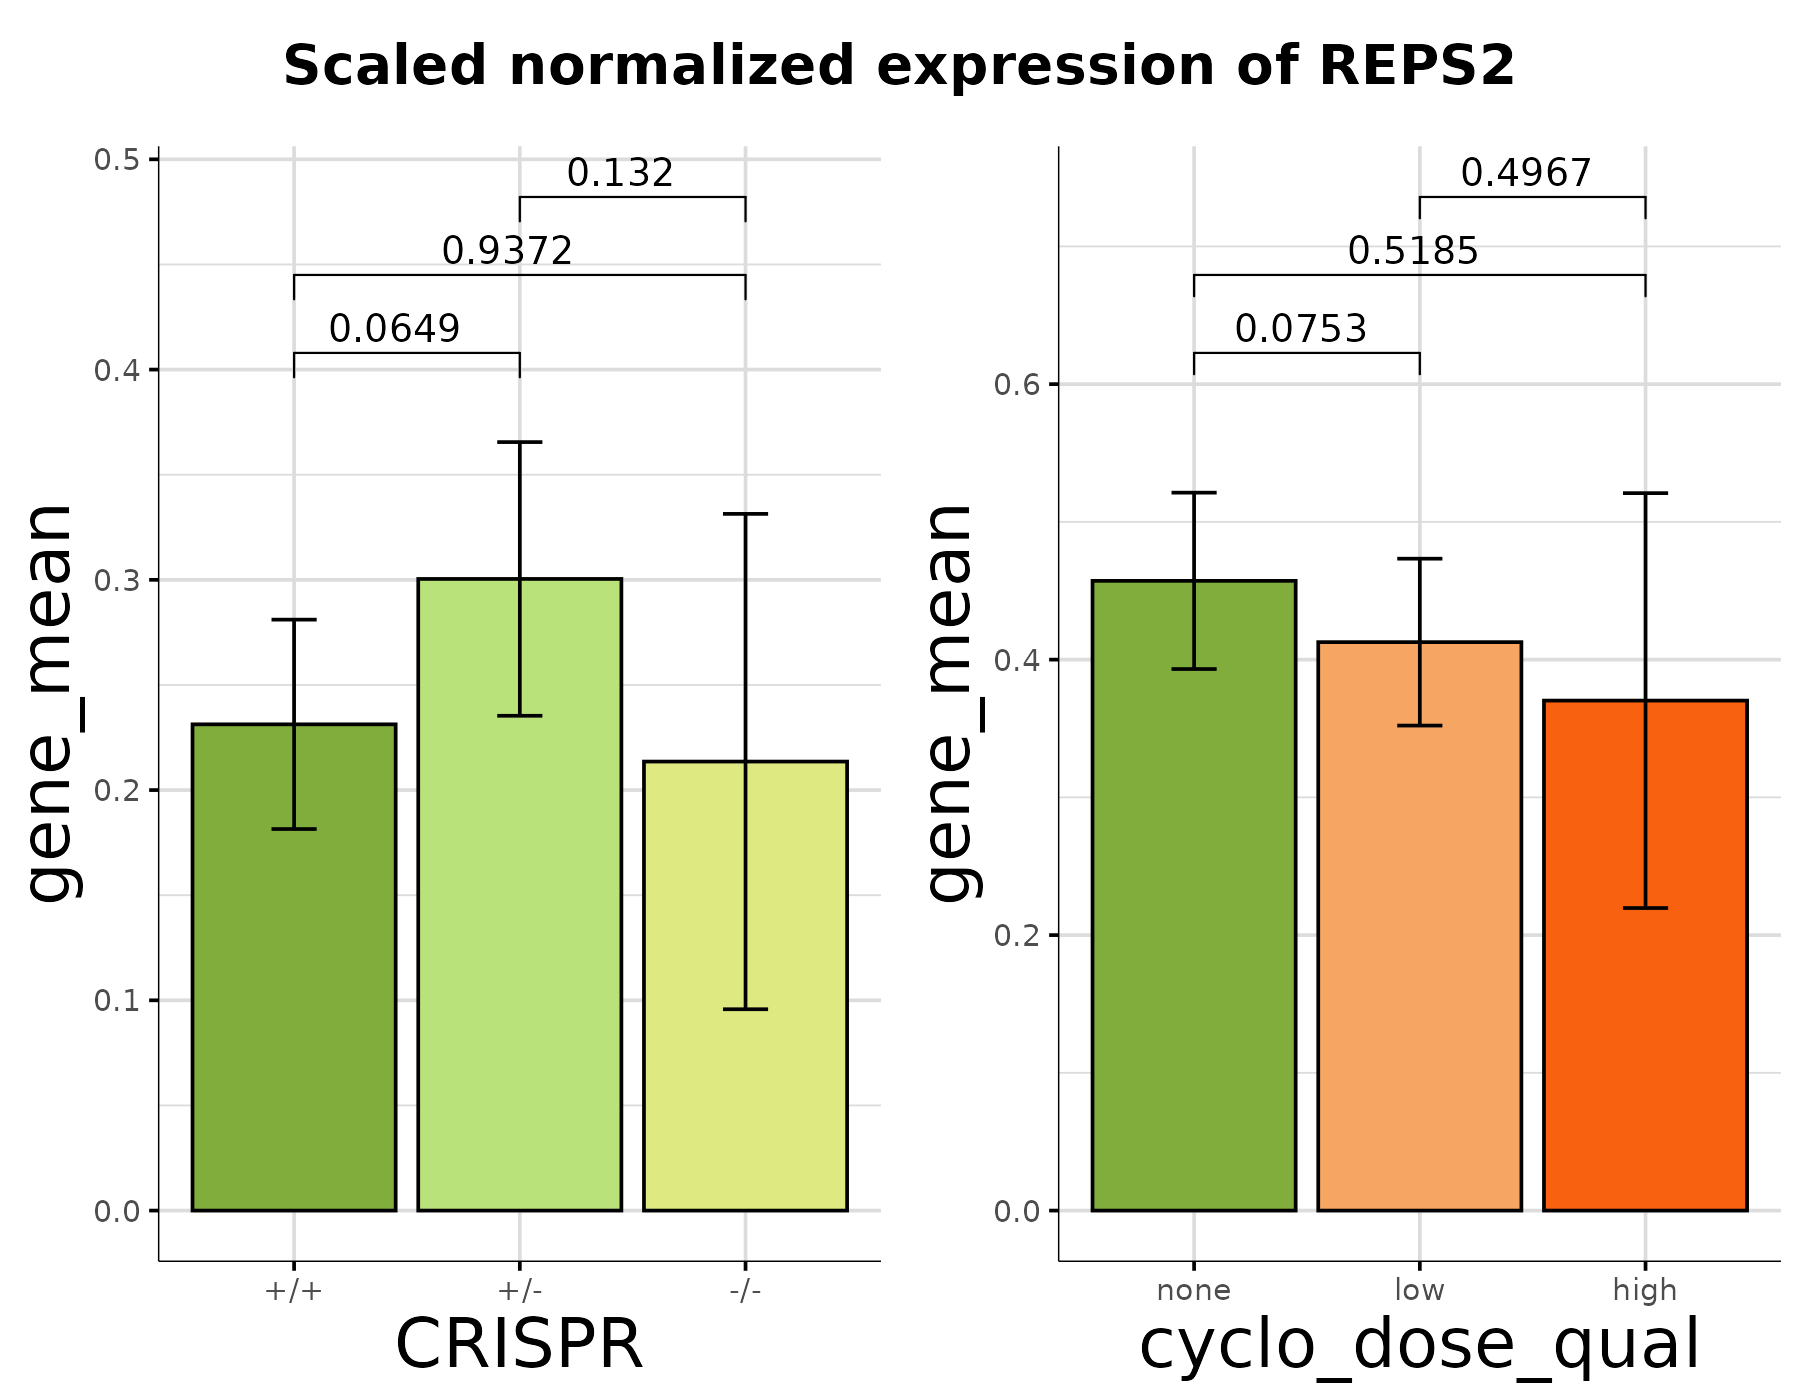 Scaled normalized expression of REPS2
gene_mean
0.5
0.4
0.3
0.2
0.1
0.0
0.132
0.9372
0.0649
+/+
+/-
-/-
CRISPR
gene_mean
0.6
0.4
0.2
0.0
0.4967
0.5185
0.0753
none
low
high
cyclo_dose_qual